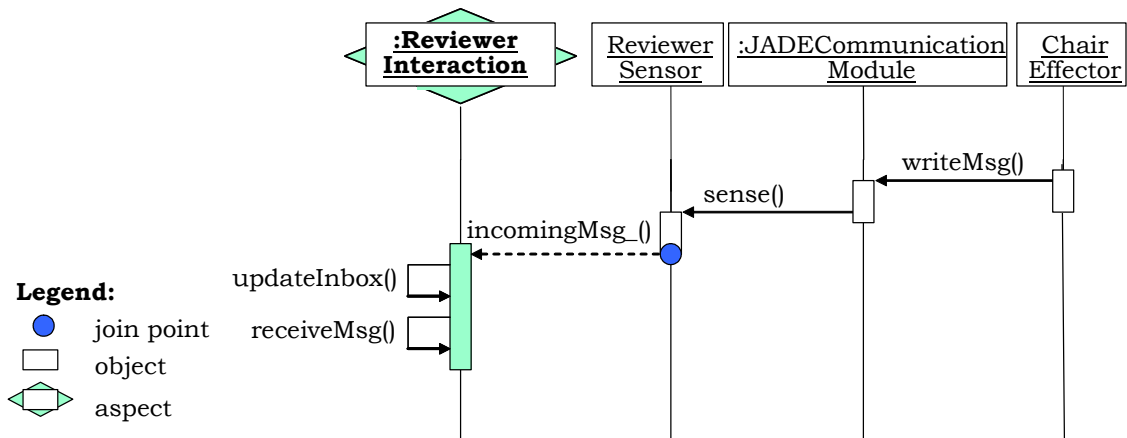 :Reviewer
Interaction
Reviewer
Sensor
:JADECommunication
Module
Chair
Effector
writeMsg()
sense()
incomingMsg_()
updateInbox()
receiveMsg()
Legend:
join point
object
aspect